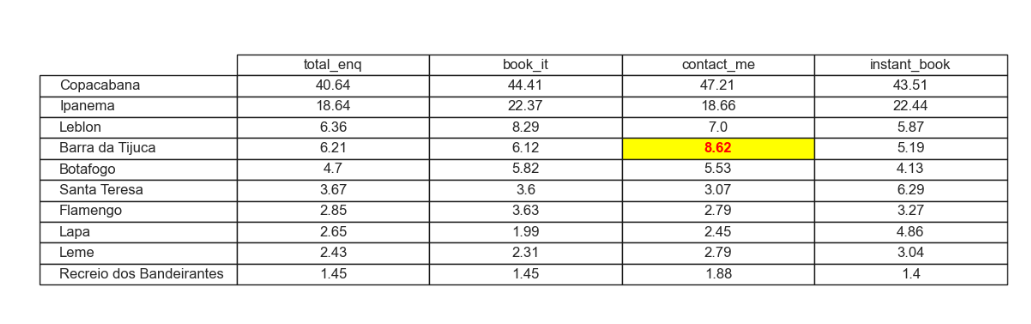 total_enq book_it contact_me instant_book
Copacabana 40.64 44.41 47.21 43.51
Ipanema 18.64 22.37 18.66 22.44
Leblon 6.36 8.29 7.0 5.87
Barra da Tijuca 6.21 6.12 8.62 5.19
Botafogo 4.7 5.82 5.53 4.13
Santa Teresa 3.67 3.6 3.07 6.29
Flamengo 2.85 3.63 2.79 3.27
Lapa 2.65 1.99 2.45 4.86
Leme 2.43 2.31 2.79 3.04
Recreio dos Bandeirantes 1.45 1.45 1.88 1.4